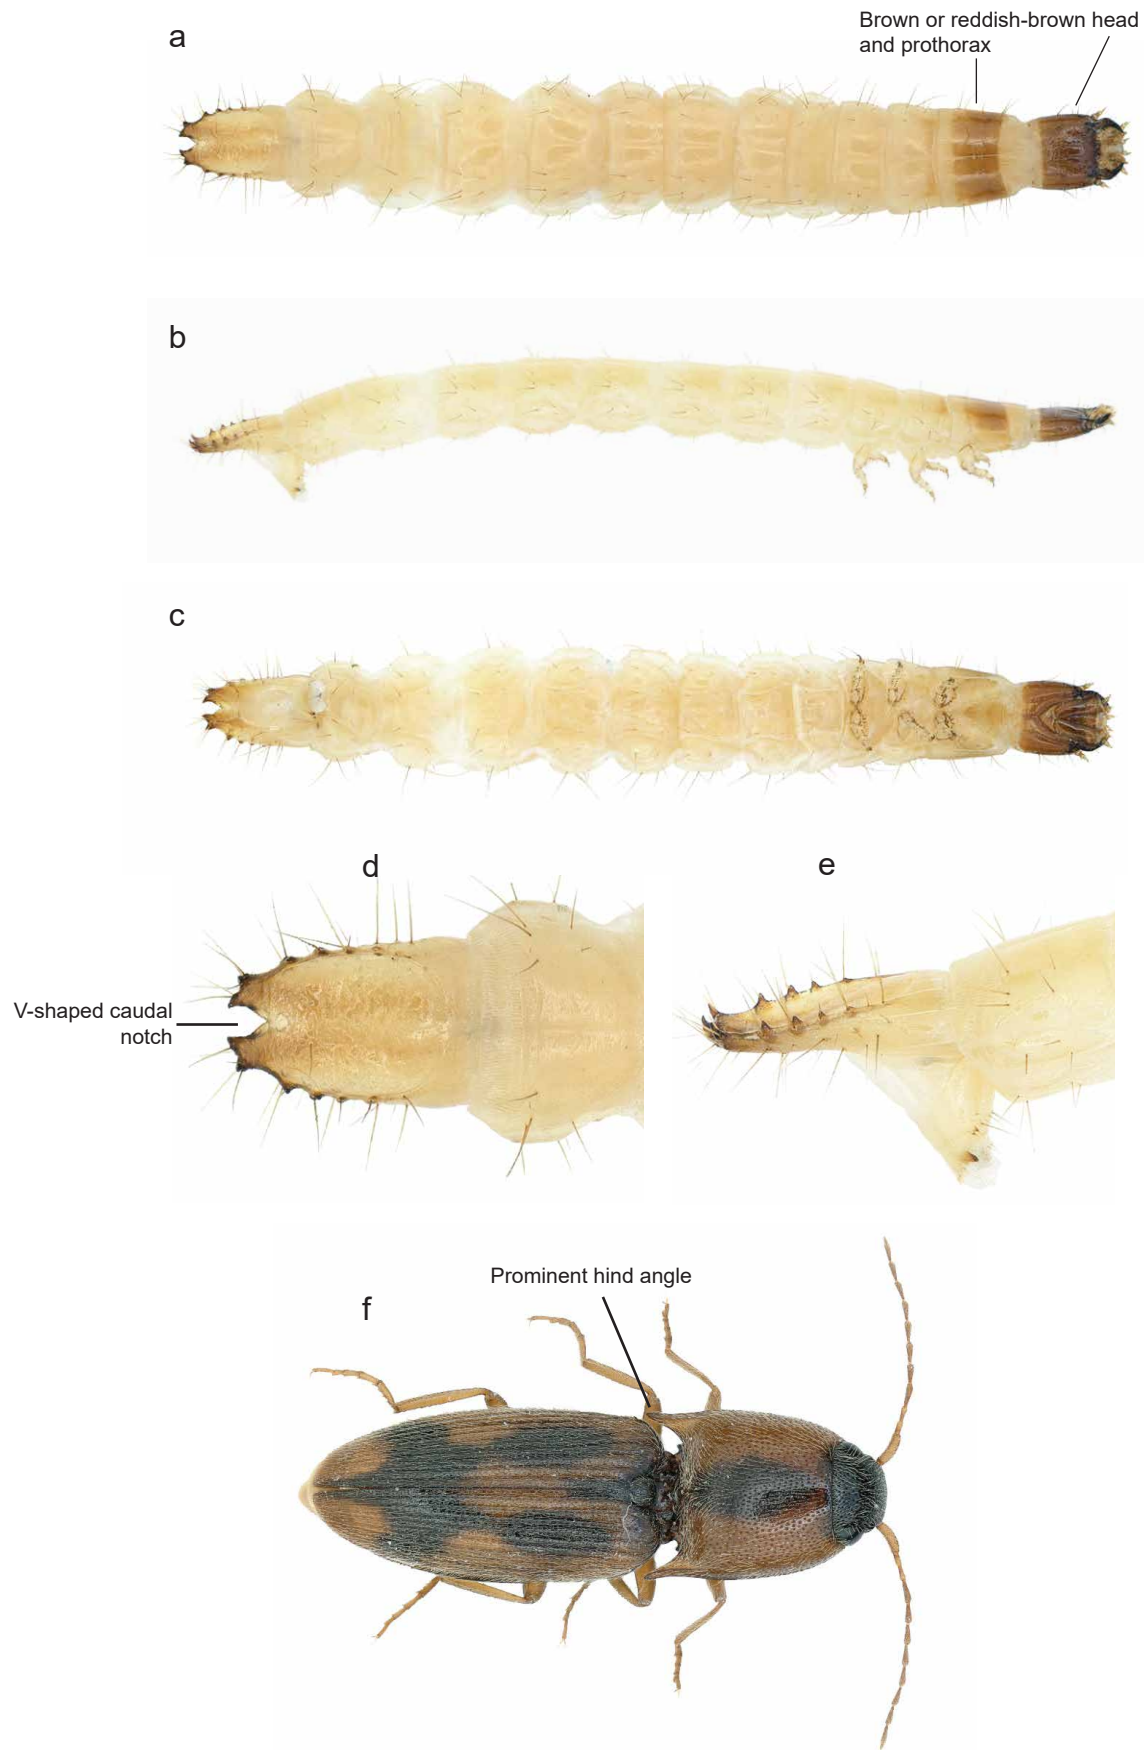 a
Brown or reddish-brown head
and prothorax
b
c
d
e
V-shaped caudal
notch
Prominent hind angle
f